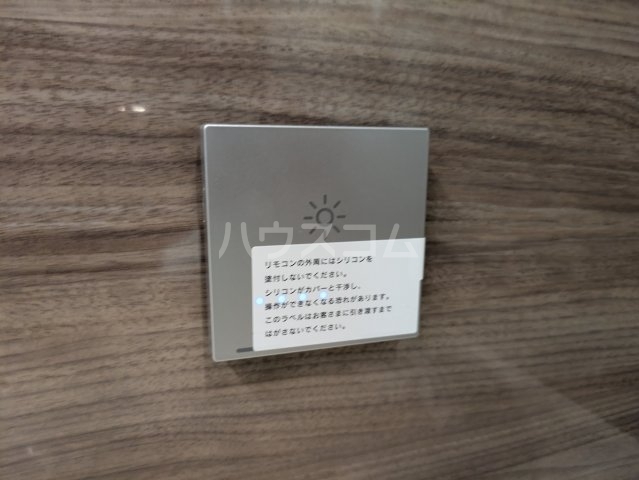 ハウスコム
リモコンの外周にはシリコンを
塗付しないでください。
シリコンがカバーと干渉し、
操作ができなくなる恐れがあります。
このラベルはお客さまに引き渡すまで
はがさないでください。